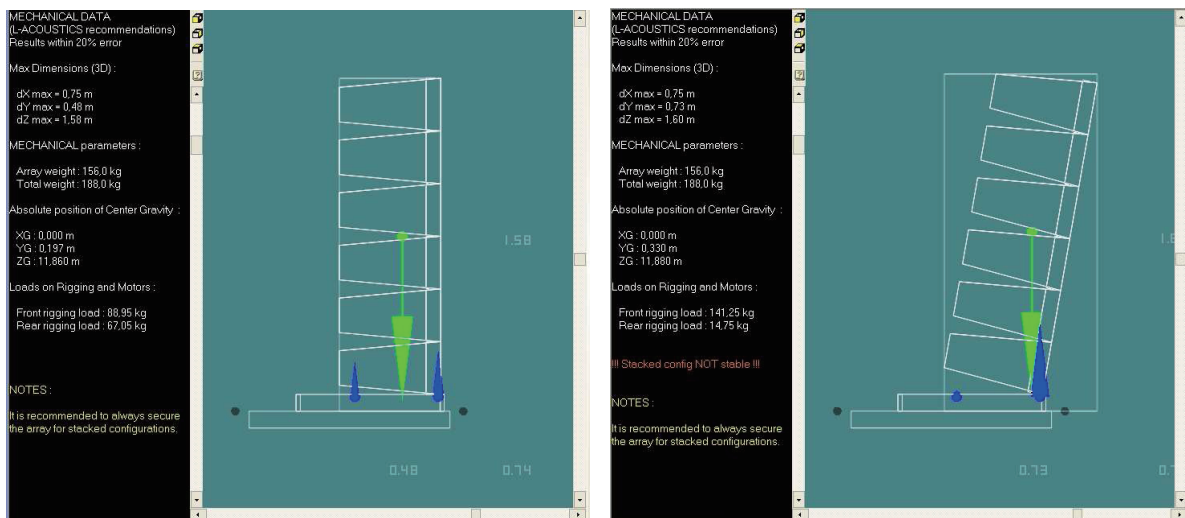 MECHANICAL DATA
(L-ACOUSTICS recommendations)
Results within 20% error
Max Dimensions (3D) :
dX max = 0,75 m
dY max = 0,48 m
dZ max = 1,58 m
MECHANICAL parameters :
Array weight : 156,0 kg
Total weight : 188,0 kg
Absolute position of Center Gravity :
XG : 0,000 m
YG : 0,197 m
ZG : 11,860 m
Loads on Rigging and Motors :
Front rigging load : 88,95 kg
Rear rigging load : 67,05 kg
NOTES :
It is recommended to always secure
the array for stacked configurations.
1.58
0.48
0.74
MECHANICAL DATA
(L-ACOUSTICS recommendations)
Results within 20% error
Max Dimensions (3D) :
dX max = 0,75 m
dY max = 0,73 m
dZ max = 1,60 m
MECHANICAL parameters :
Array weight : 156,0 kg
Total weight : 188,0 kg
Absolute position of Center Gravity :
XG : 0,000 m
YG : 0,330 m
ZG : 11,880 m
Loads on Rigging and Motors :
Front rigging load : 141,25 kg
Rear rigging load : 14,75 kg
!!! Stacked config NOT stable !!!
NOTES :
It is recommended to always secure
the array for stacked configurations.
0.73